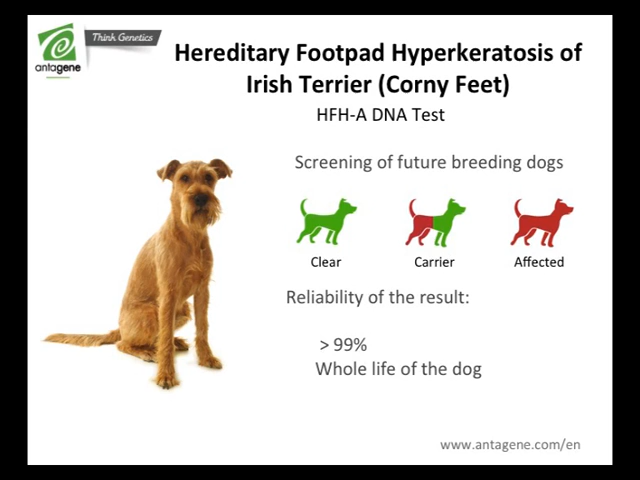 antagene
Think Genetics
Hereditary Footpad Hyperkeratosis of
Irish Terrier (Corny Feet)
HFH-A DNA Test
Screening of future breeding dogs
Clear Carrier Affected
Reliability of the result:
> 99%
Whole life of the dog
www.antagene.com/en